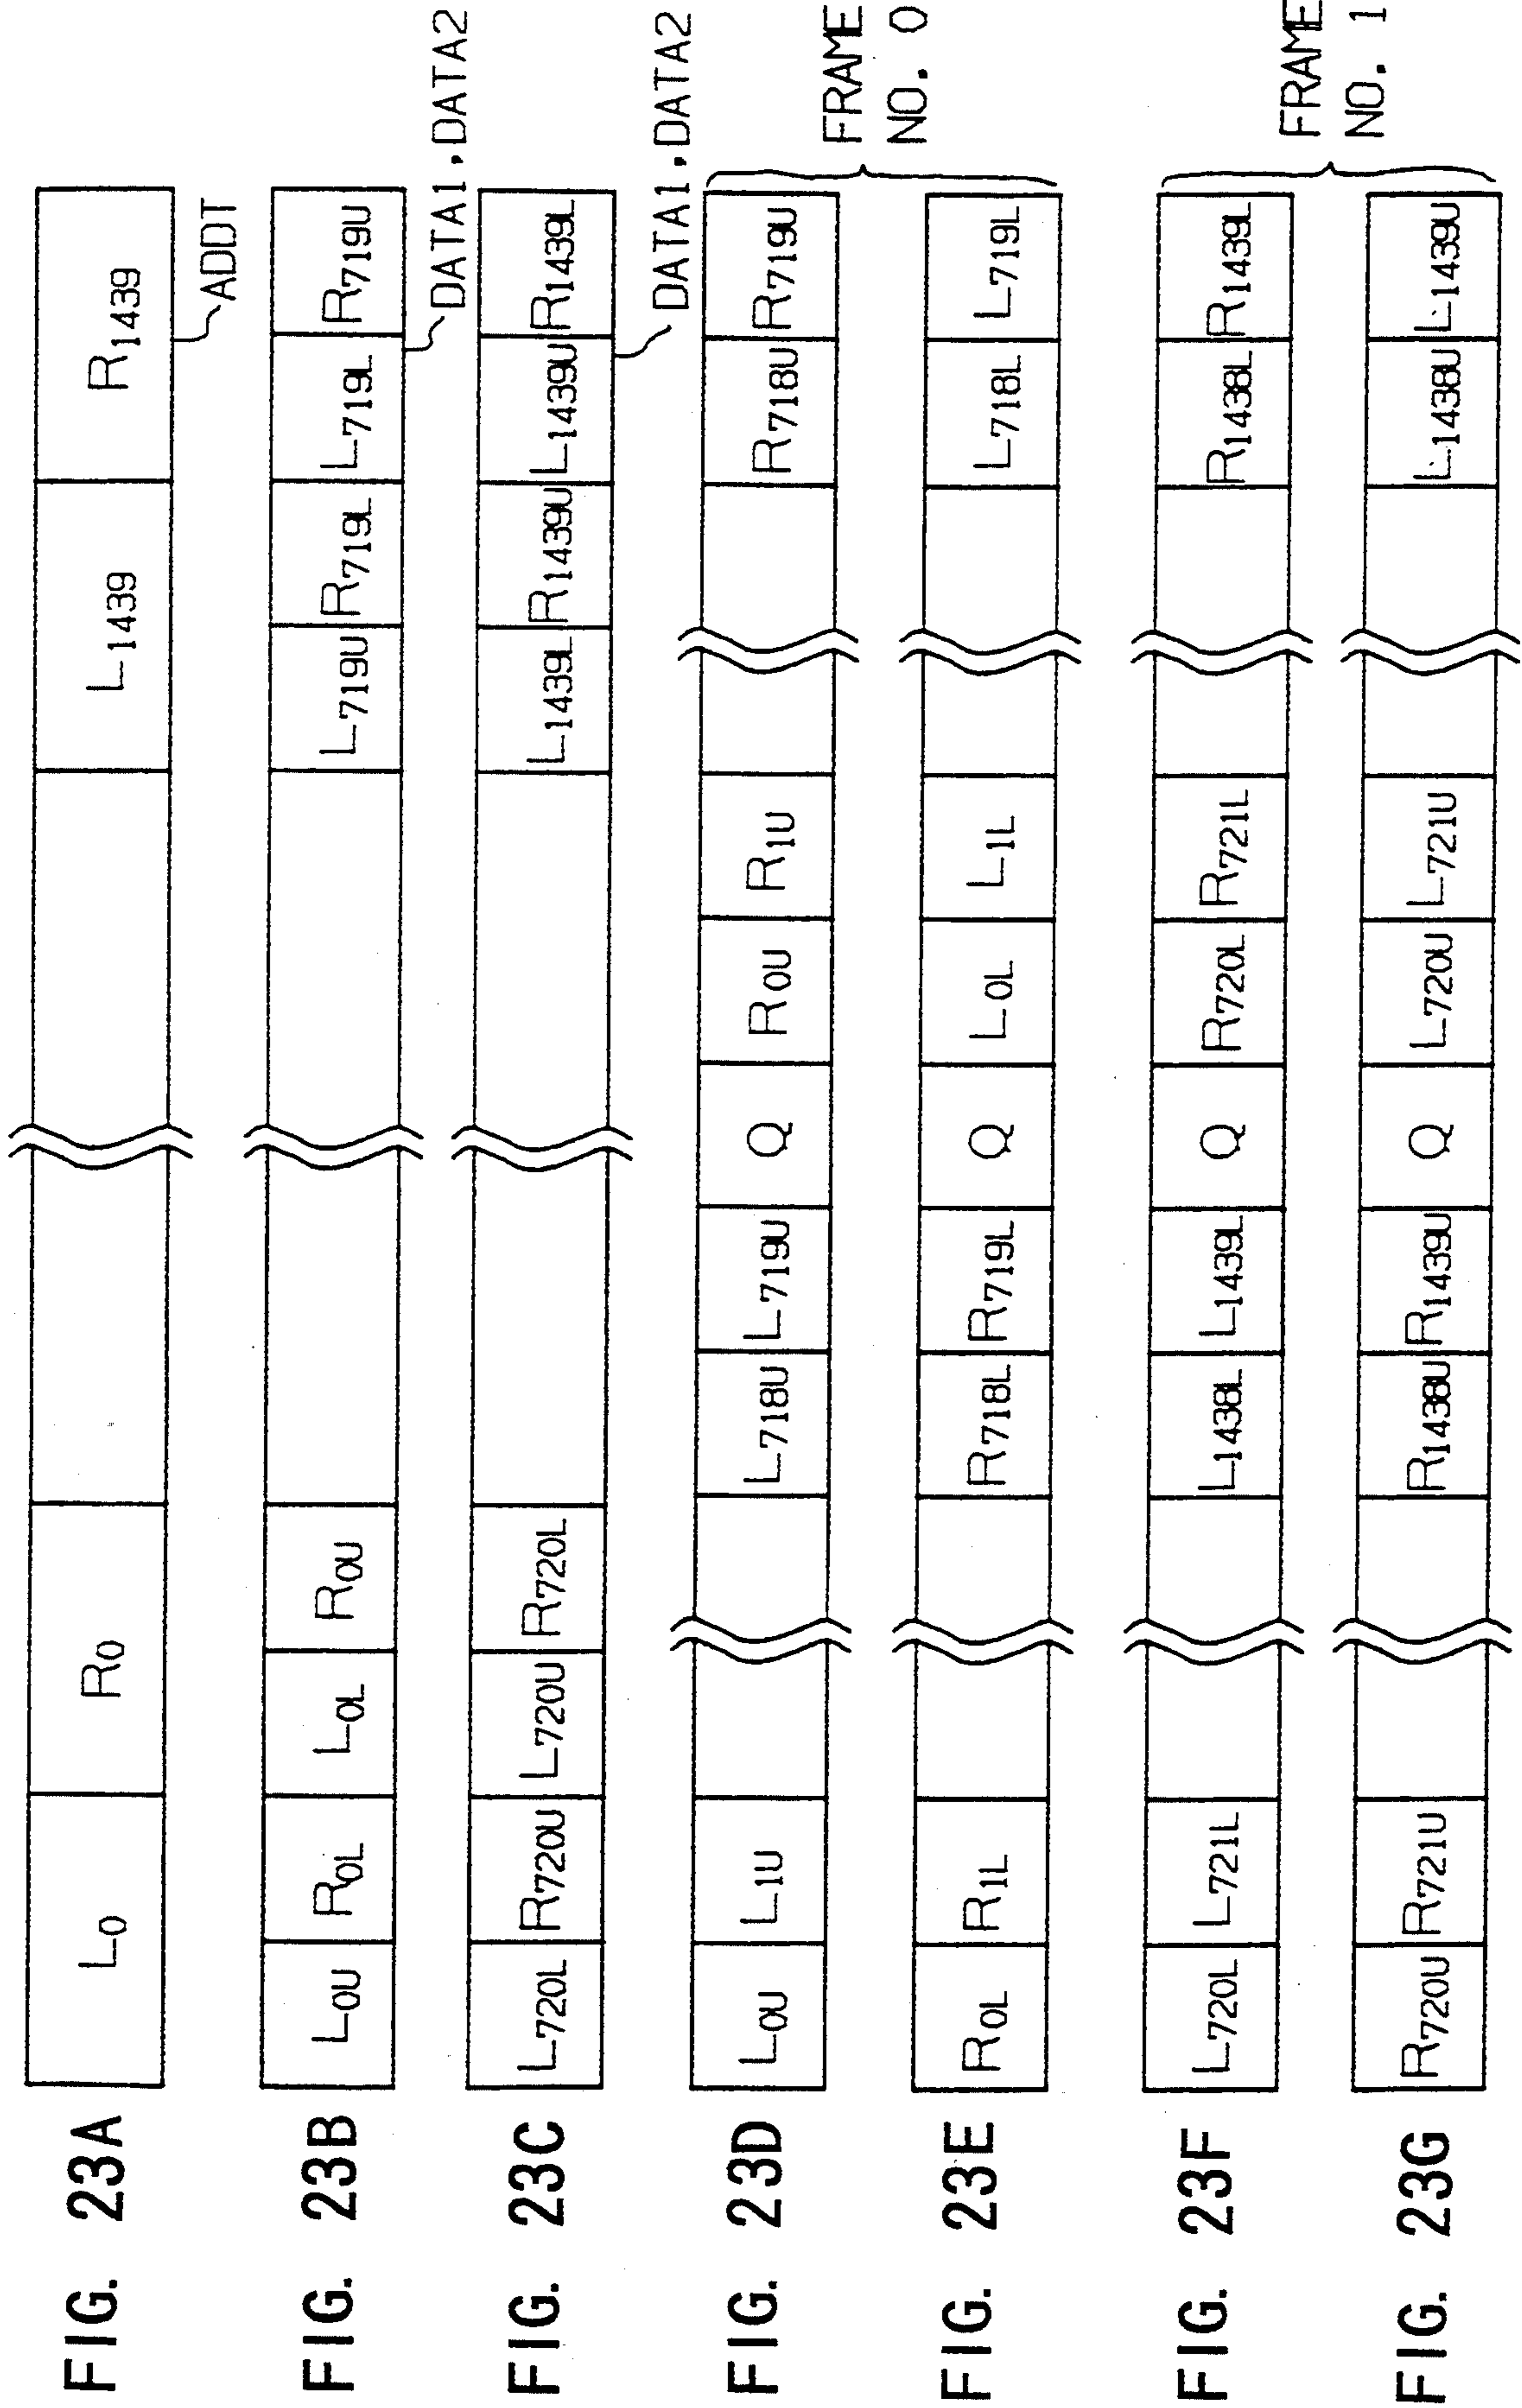 FIG. 23A
L0 R0 L1439 R1439
ADDT
FIG. 23B
L0U R0L L0L R0U L719U R719L L719L R719U
DATA1,DATA2
FIG. 23C
L720L R720U L720U R720L L1439L R1439U L1439U R1439L
DATA1,DATA2
FIG. 23D
L0U L1U L718U L719U Q R0U R1U R718U R719U
FIG. 23E
R0L R1L R718L R719L Q L0L L1L L718L L719L
FRAME
NO. 0
FIG. 23F
L720L L721L L1438L L1439L Q R720L R721L R1438L R1439L
FIG. 23G
R720U R721U R1438U R1439U Q L720U L721U L1438U L1439U
FRAME
NO. 1